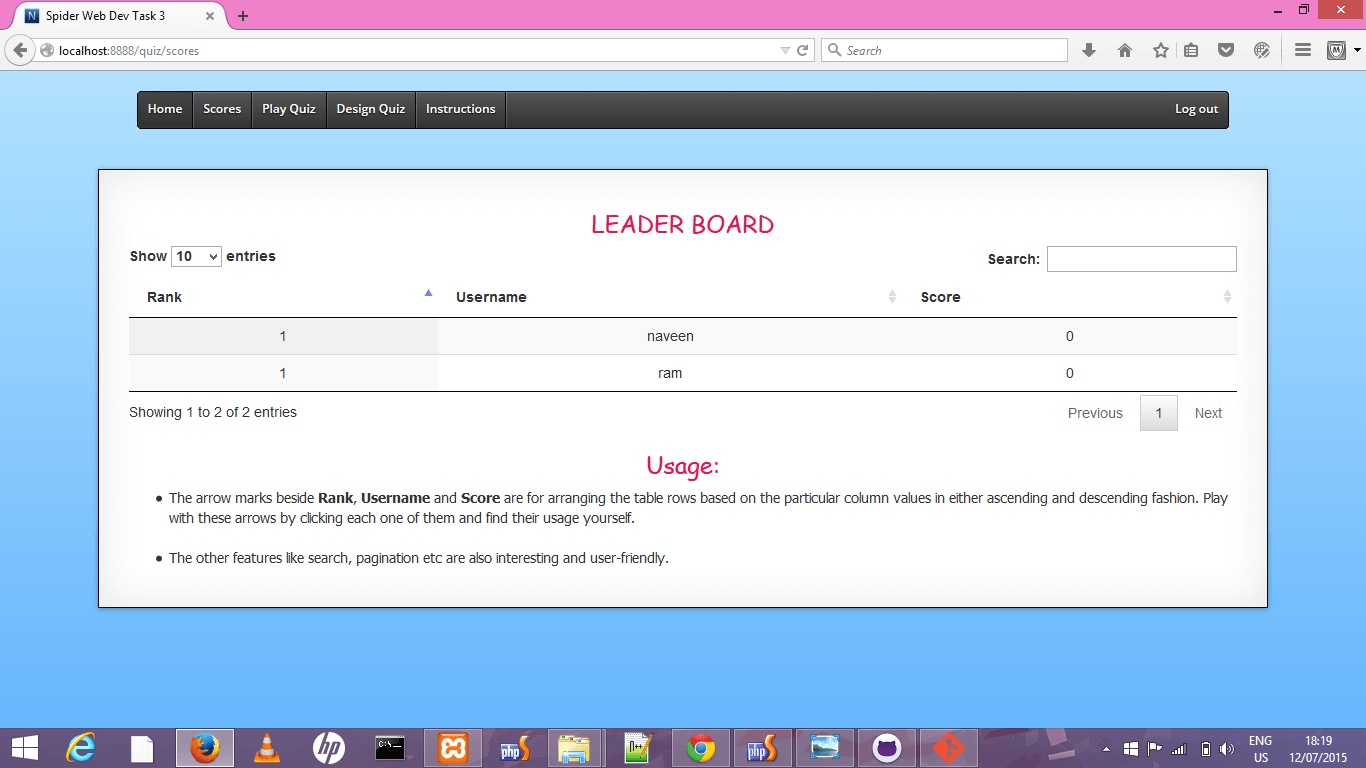 Spider Web Dev Task 3
localhost:8888/quiz/scores
Search
Home Scores Play Quiz Design Quiz Instructions Log out
LEADER BOARD
Show 10 entries Search:
Rank Username Score
1 naveen 0
1 ram 0
Showing 1 to 2 of 2 entries Previous 1 Next
Usage:
The arrow marks beside Rank, Username and Score are for arranging the table rows based on the particular column values in either ascending and descending fashion. Play
with these arrows by clicking each one of them and find their usage yourself.
The other features like search, pagination etc are also interesting and user-friendly.
ENG 18:19
US 12/07/2015